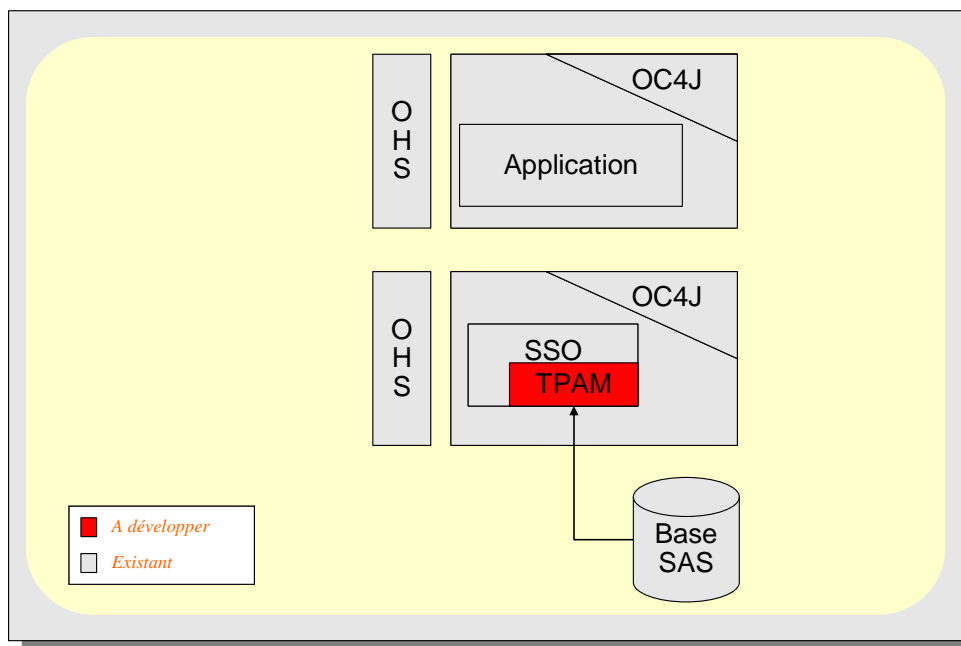 OHS
OC4J
Application
OHS
OC4J
SSO
TPAM
Base
SAS
A développer
Existant